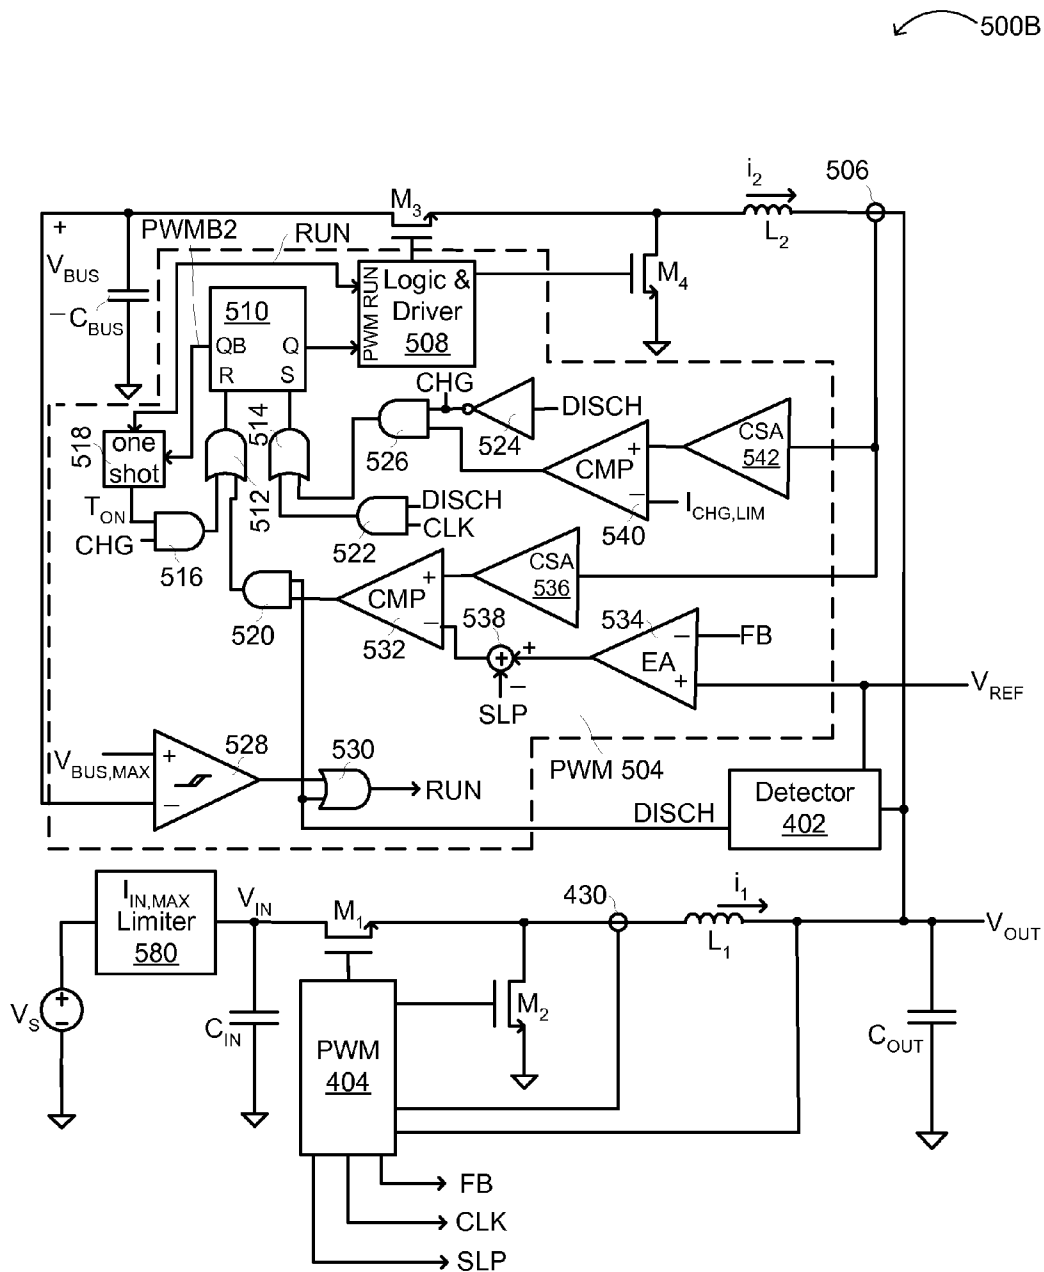 500B
i2
506
M3
L2
PWMB2
RUN
+
VBUS
−
CBUS
M4
PWM RUN
Logic &
Driver
508
510
QB
Q
R
S
CHG
DISCH
524
518
one
shot
514
512
526
CSA
542
+
CMP
−
ICHG,LIM
540
DISCH
CLK
522
TON
CHG
516
CSA
536
+
CMP
−
532
520
538
+
+
−
SLP
534
−
FB
EA
+
VREF
PWM 504
VBUS,MAX
+
−
528
530
RUN
DISCH
Detector
402
IIN,MAX
Limiter
580
VIN
M1
430
i1
L1
VOUT
VS
+
−
CIN
M2
PWM
404
COUT
FB
CLK
SLP